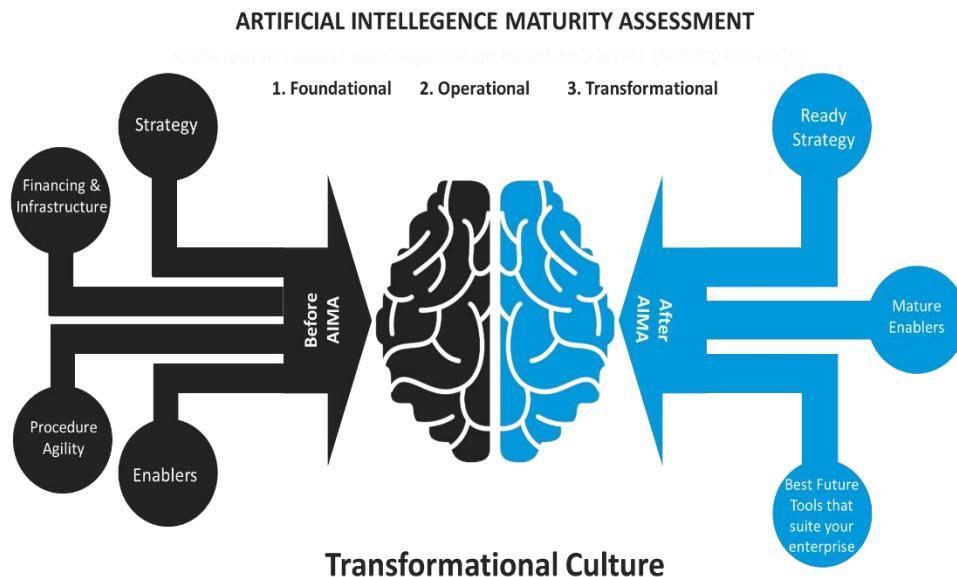 ARTIFICIAL INTELLEGENCE MATURITY ASSESSMENT
AIMA tool will assess your organisation based on 3 levels (Scoring out of 10)
1. Foundational 2. Operational 3. Transformational
Strategy
Financing &
Infrastructure
Procedure
Agility
Enablers
Before
AIMA
After
AIMA
Ready
Strategy
Mature
Enablers
Best Future
Tools that
suite your
enterprise
Transformational Culture